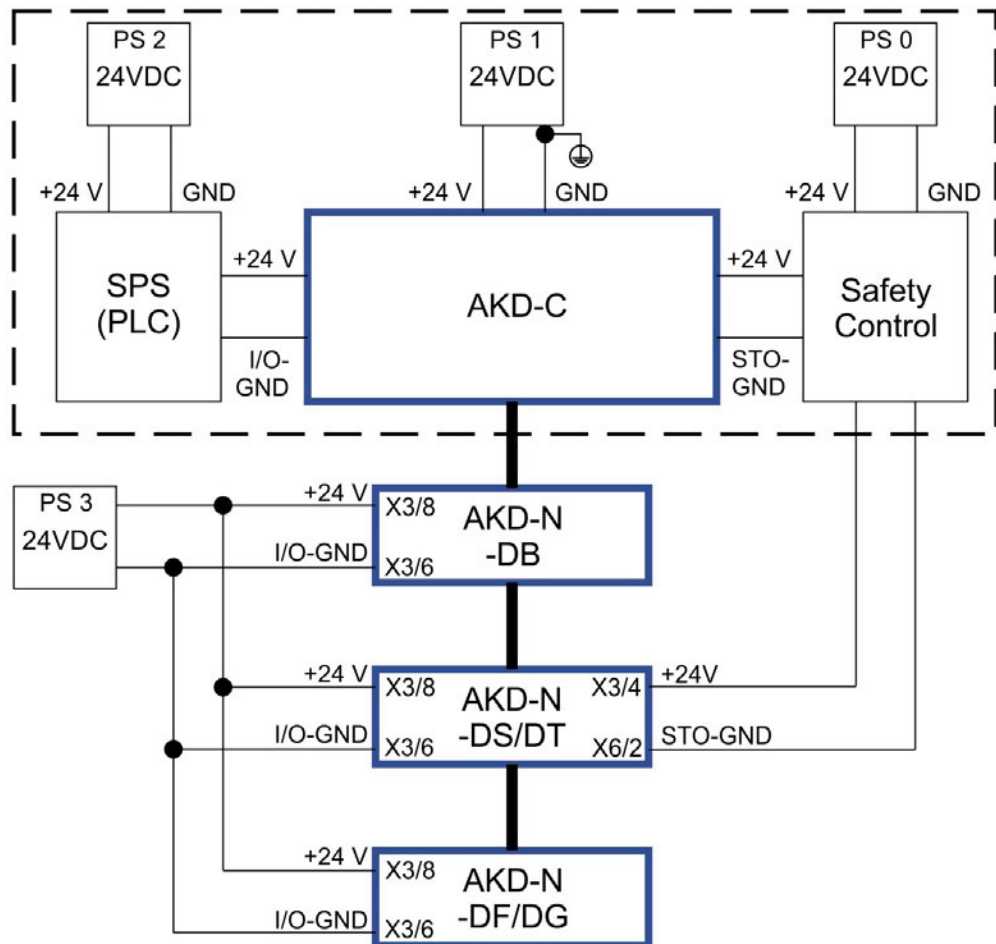 PS 2
24VDC
PS 1
24VDC
PS 0
24VDC
+24 V
GND
+24 V
GND
+24 V
GND
SPS
(PLC)
+24 V
I/O-
GND
AKD-C
+24 V
STO-
GND
Safety
Control
PS 3
24VDC
+24 V
I/O-GND
X3/8
X3/6
AKD-N
-DB
+24 V
I/O-GND
X3/8
X3/6
AKD-N
-DS/DT
X3/4
X6/2
+24V
STO-GND
+24 V
I/O-GND
X3/8
X3/6
AKD-N
-DF/DG